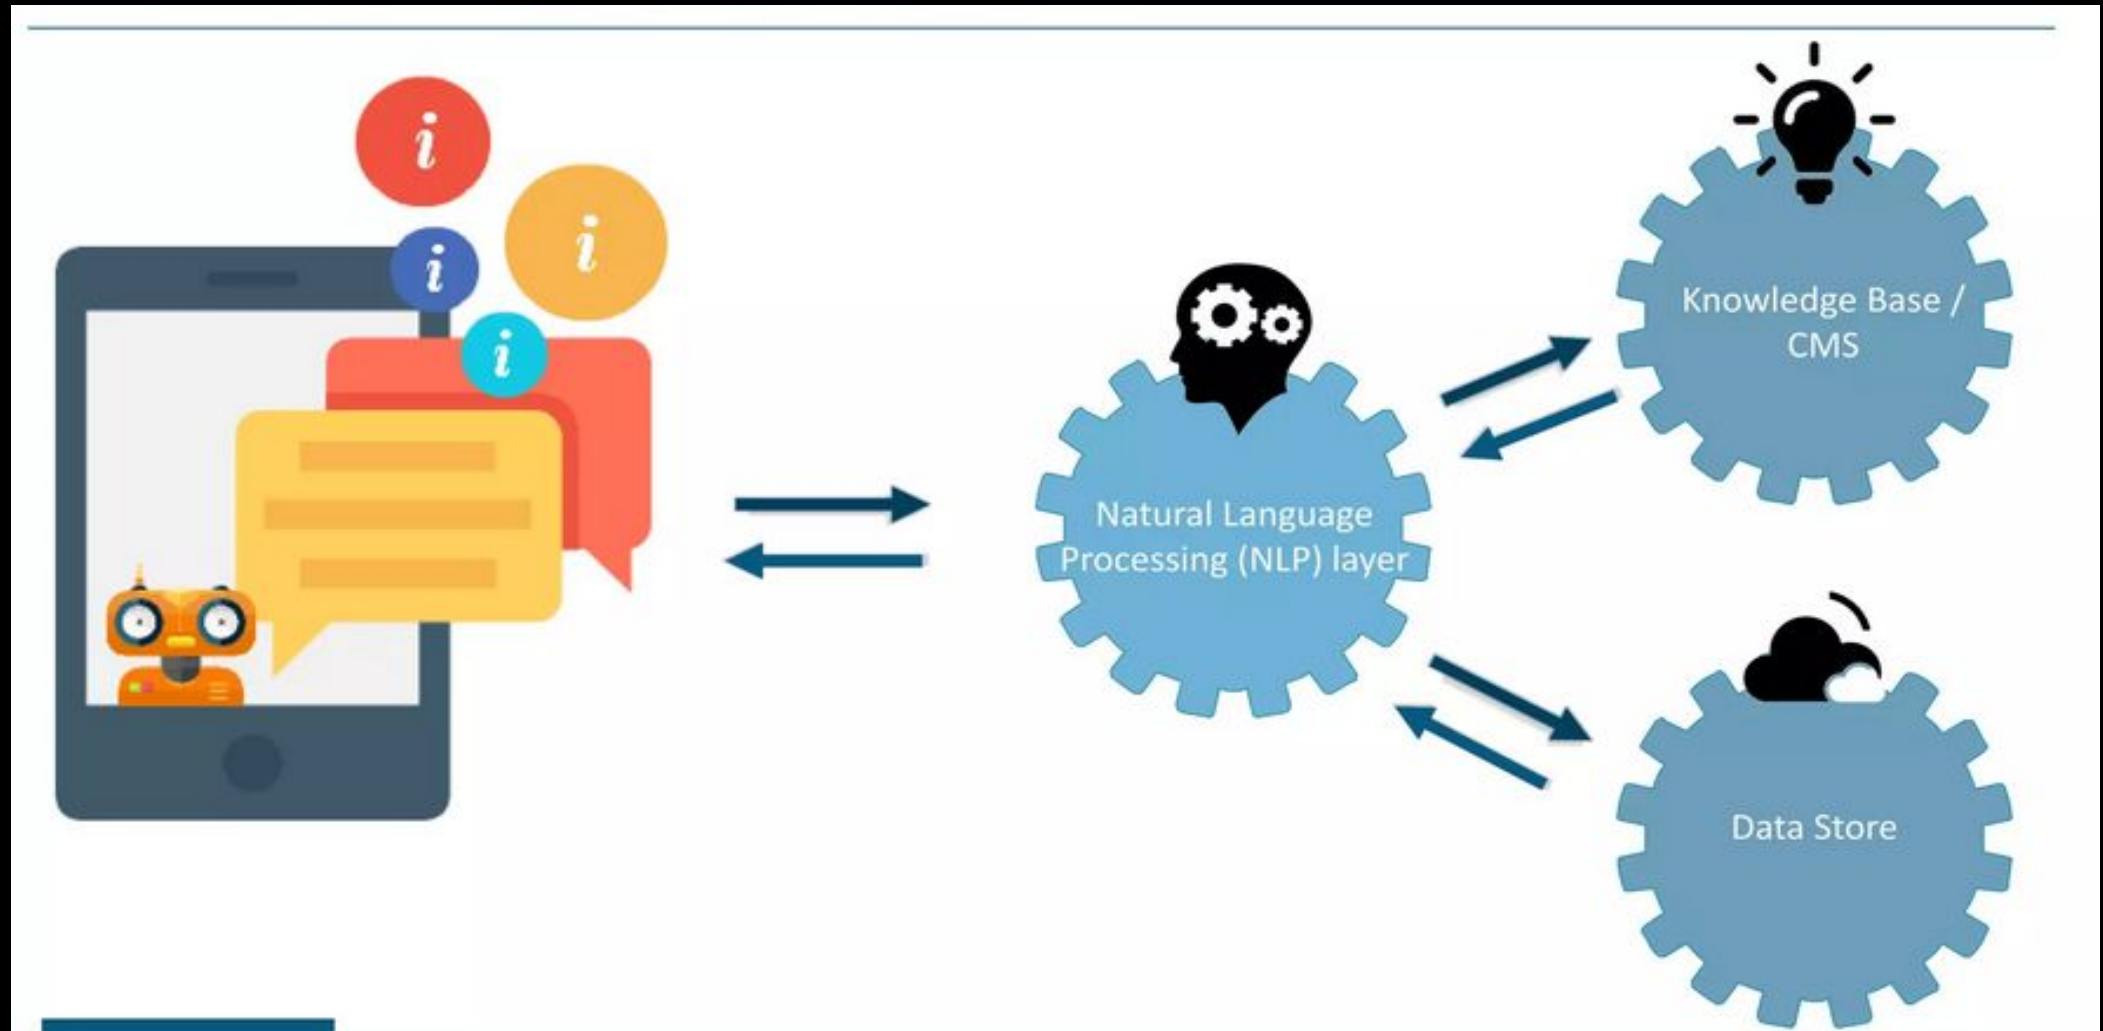 i
i
i
i
Natural Language
Processing (NLP) layer
Knowledge Base /
CMS
Data Store